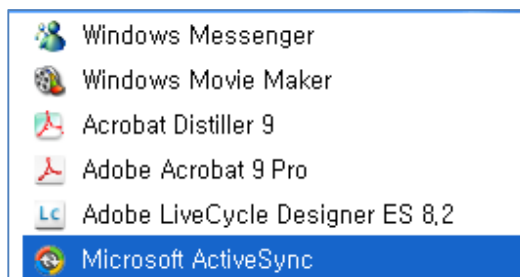 Windows Messenger
Windows Movie Maker
Acrobat Distiller 9
Adobe Acrobat 9 Pro
LC Adobe LiveCycle Designer ES 8,2
Microsoft ActiveSync